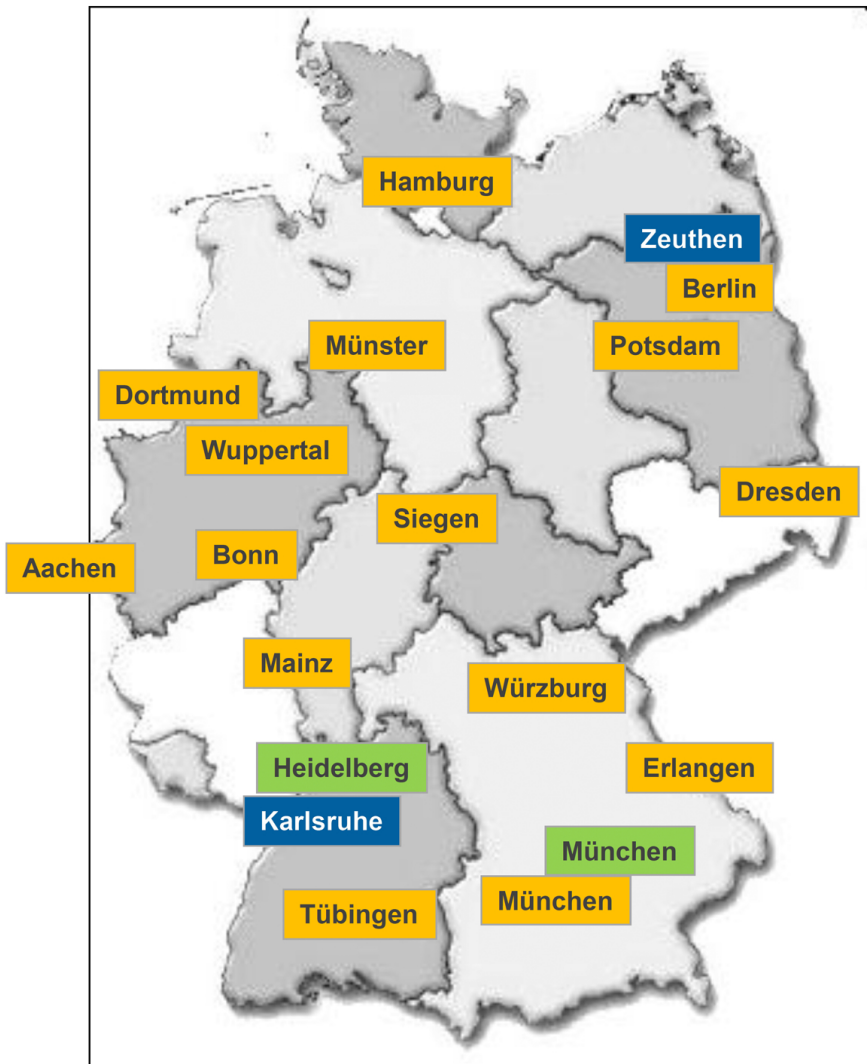 Hamburg
Zeuthen
Berlin
Münster
Potsdam
Dortmund
Wuppertal
Dresden
Siegen
Bonn
Aachen
Mainz
Würzburg
Heidelberg
Erlangen
Karlsruhe
München
München
Tübingen